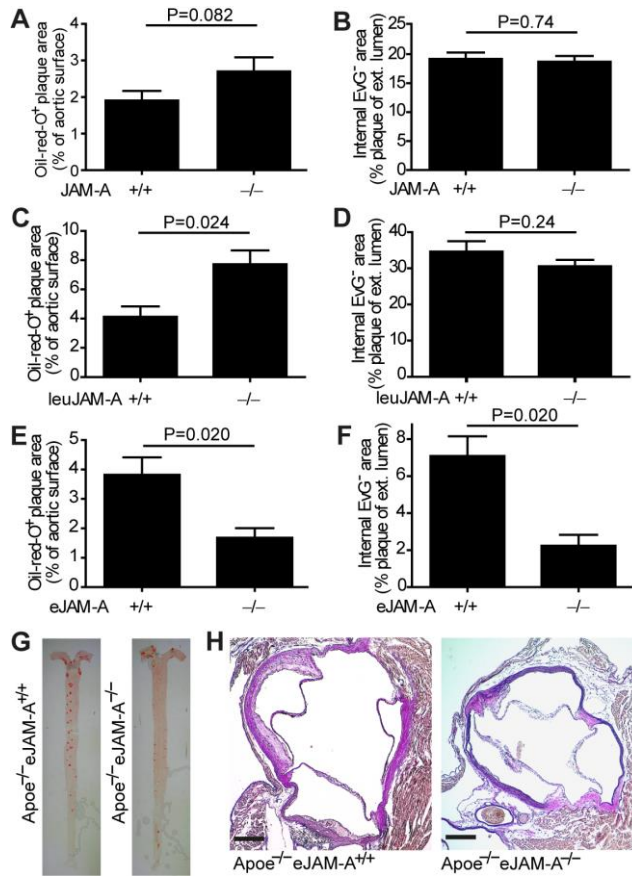 A
P=0.082
Oil-red-O⁺ plaque area
(% of aortic surface)
4
3
2
1
0
JAM-A +/+ –/–
B
P=0.74
Internal EvG⁻ area
(% plaque of ext. lumen)
25
20
15
10
5
0
JAM-A +/+ –/–
C
P=0.024
Oil-red-O⁺ plaque area
(% of aortic surface)
10
8
6
4
2
0
leuJAM-A +/+ –/–
D
P=0.24
Internal EvG⁻ area
(% plaque of ext. lumen)
40
30
20
10
0
leuJAM-A +/+ –/–
E
P=0.020
Oil-red-O⁺ plaque area
(% of aortic surface)
5
4
3
2
1
0
eJAM-A +/+ –/–
F
P=0.020
Internal EvG⁻ area
(% plaque of ext. lumen)
8
6
4
2
0
eJAM-A +/+ –/–
G
Apoe⁻/⁻eJAM-A⁺/⁺
Apoe⁻/⁻eJAM-A⁻/⁻
H
Apoe⁻/⁻eJAM-A⁺/⁺
Apoe⁻/⁻eJAM-A⁻/⁻